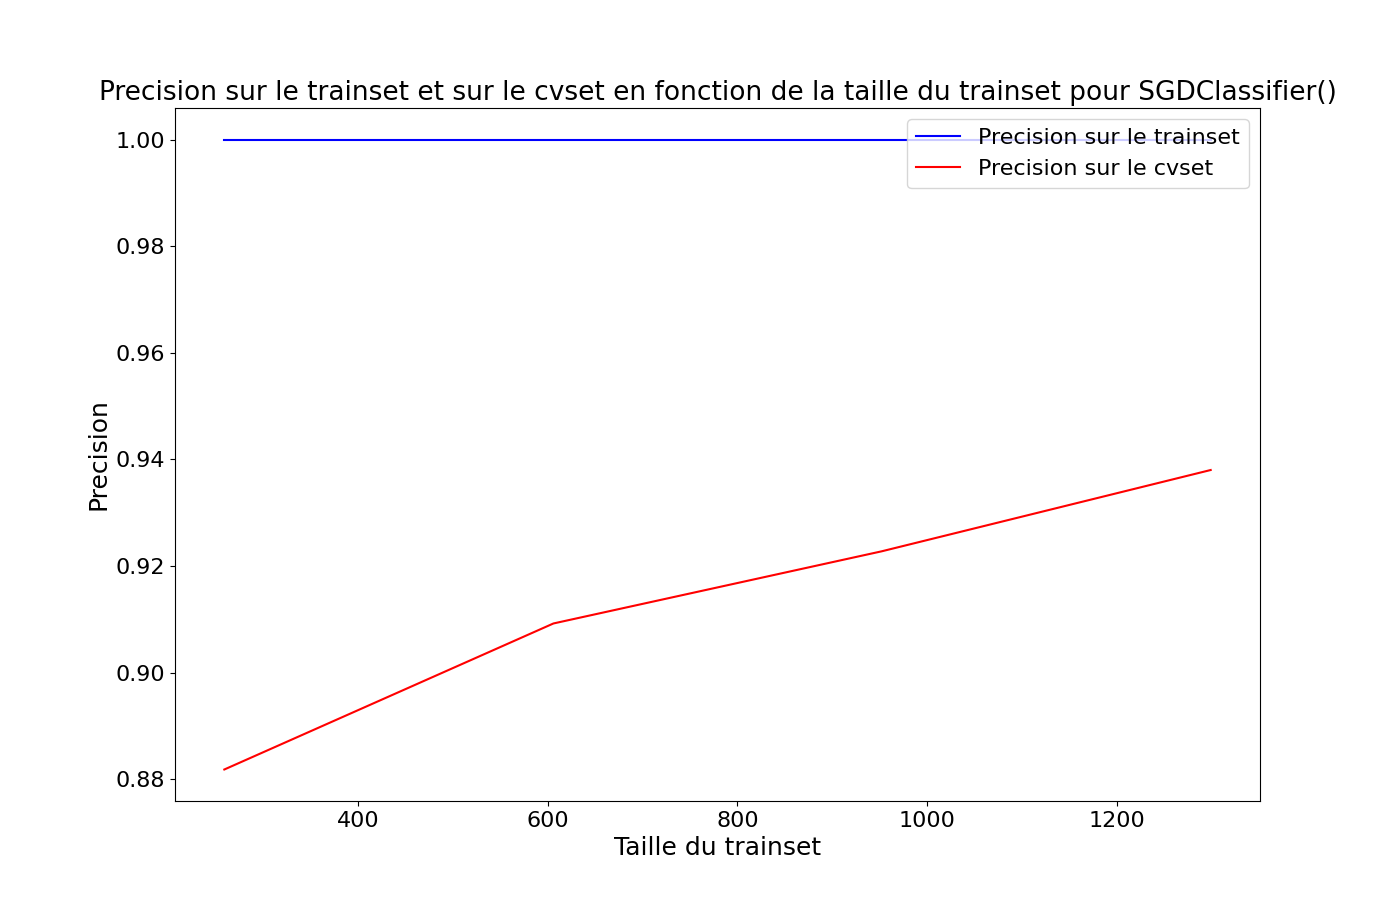 Precision sur le trainset et sur le cvset en fonction de la taille du trainset pour SGDClassifier()
Precision sur le trainset
Precision sur le cvset
1.00
0.98
0.96
0.94
0.92
0.90
0.88
Precision
400 600 800 1000 1200
Taille du trainset